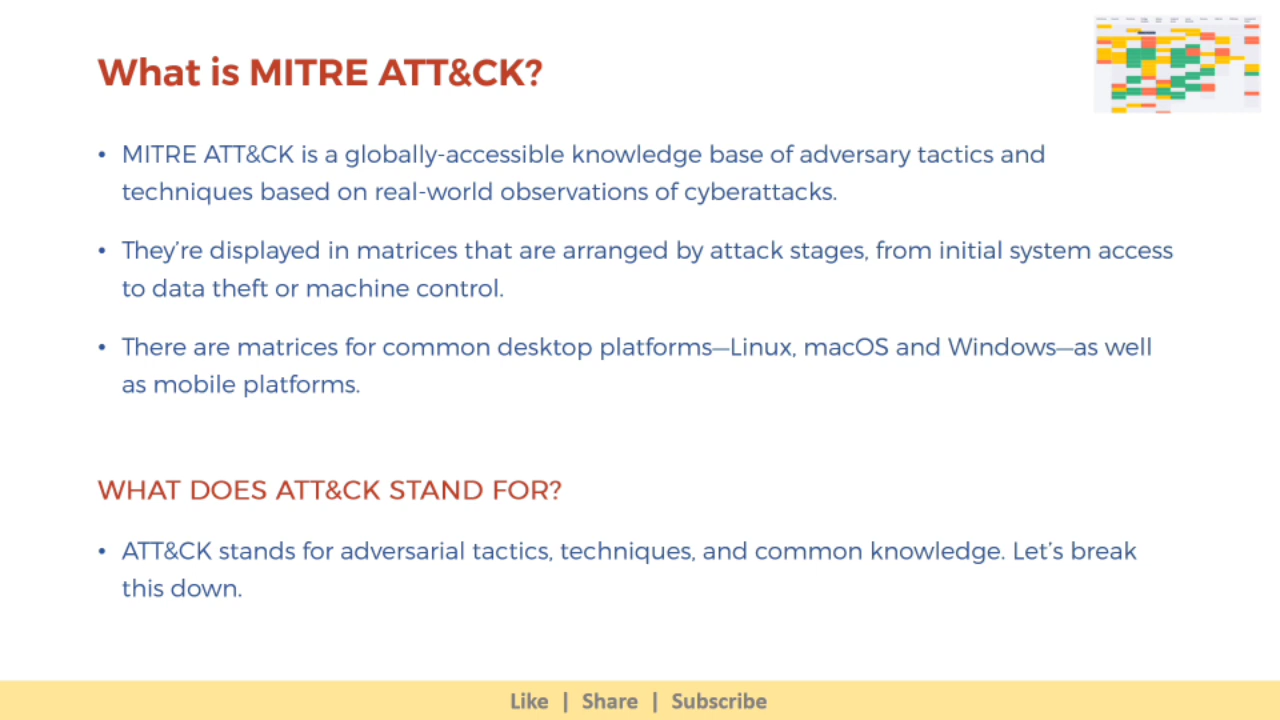 What is MITRE ATT&CK?
• MITRE ATT&CK is a globally-accessible knowledge base of adversary tactics and
techniques based on real-world observations of cyberattacks.
• They’re displayed in matrices that are arranged by attack stages, from initial system access
to data theft or machine control.
• There are matrices for common desktop platforms—Linux, macOS and Windows—as well
as mobile platforms.
WHAT DOES ATT&CK STAND FOR?
• ATT&CK stands for adversarial tactics, techniques, and common knowledge. Let’s break
this down.
Like | Share | Subscribe